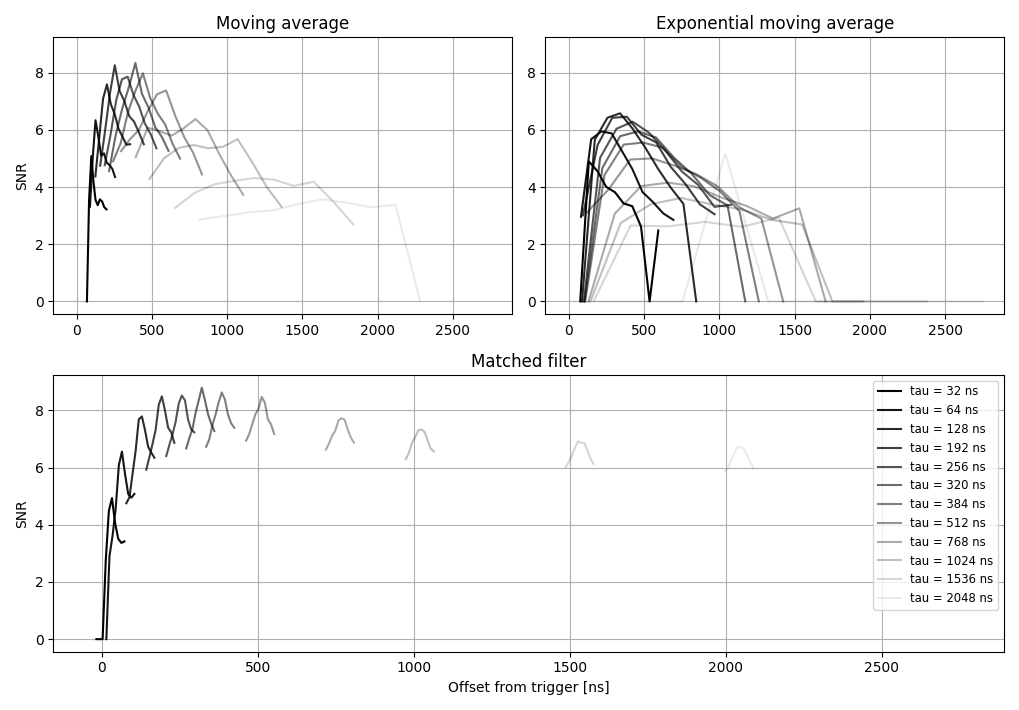 Moving average
Exponential moving average
SNR
8
6
4
2
0
0 500 1000 1500 2000 2500
8
6
4
2
0
0 500 1000 1500 2000 2500
Matched filter
SNR
8
6
4
2
0
0 500 1000 1500 2000 2500
Offset from trigger [ns]
tau = 32 ns
tau = 64 ns
tau = 128 ns
tau = 192 ns
tau = 256 ns
tau = 320 ns
tau = 384 ns
tau = 512 ns
tau = 768 ns
tau = 1024 ns
tau = 1536 ns
tau = 2048 ns